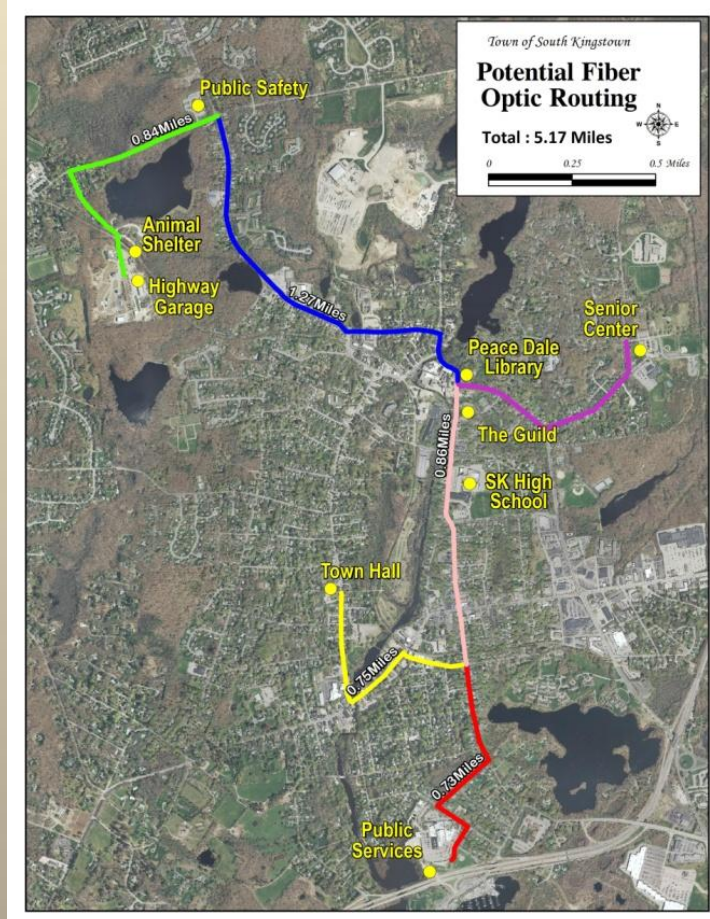 Town of South Kingstown
Potential Fiber
Optic Routing
N
W E
S
Total : 5.17 Miles
0 0.25 0.5 Miles
Public Safety
0.84Miles
Animal
Shelter
Highway
Garage
1.27Miles
Senior
Center
Peace Dale
Library
The Guild
0.86Miles
SK High
School
Town Hall
0.75Miles
0.73Miles
Public
Services